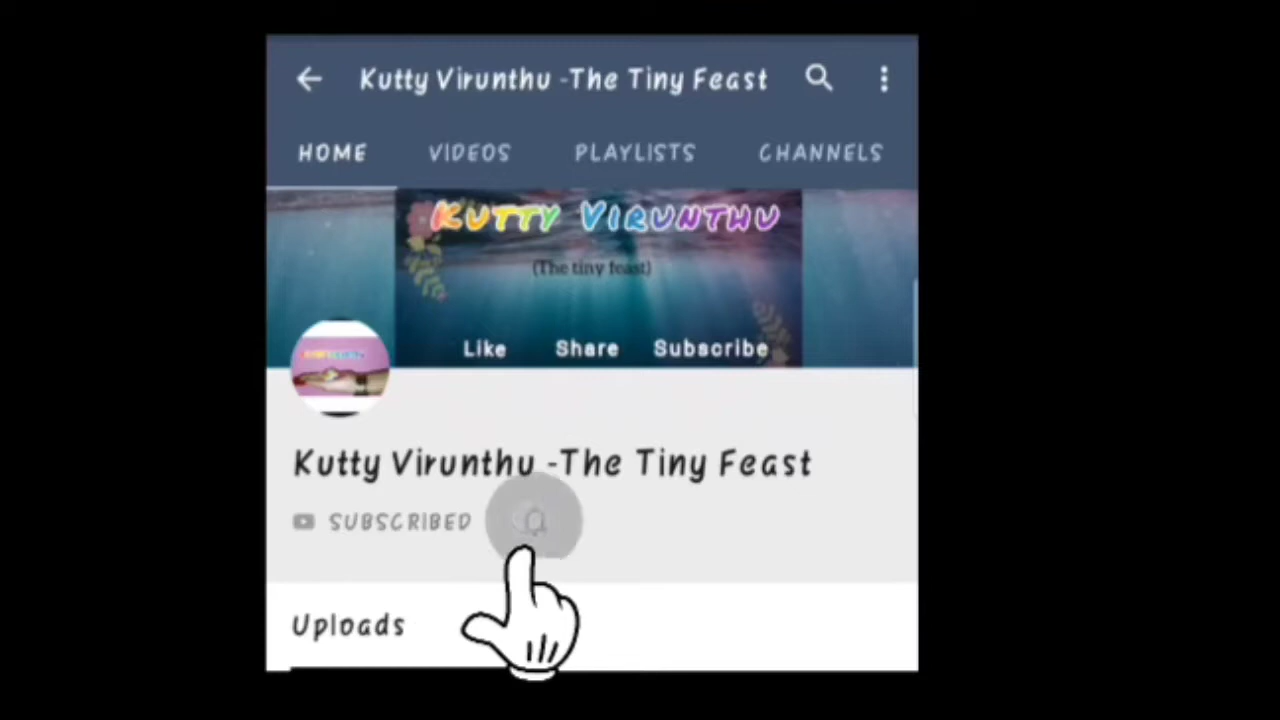 Kutty Virunthu -The Tiny Feast
HOME VIDEOS PLAYLISTS CHANNELS
KUTTY VIRUNTHU
(The tiny feast)
Like Share Subscribe
Kutty Virunthu -The Tiny Feast
SUBSCRIBED
Uploads